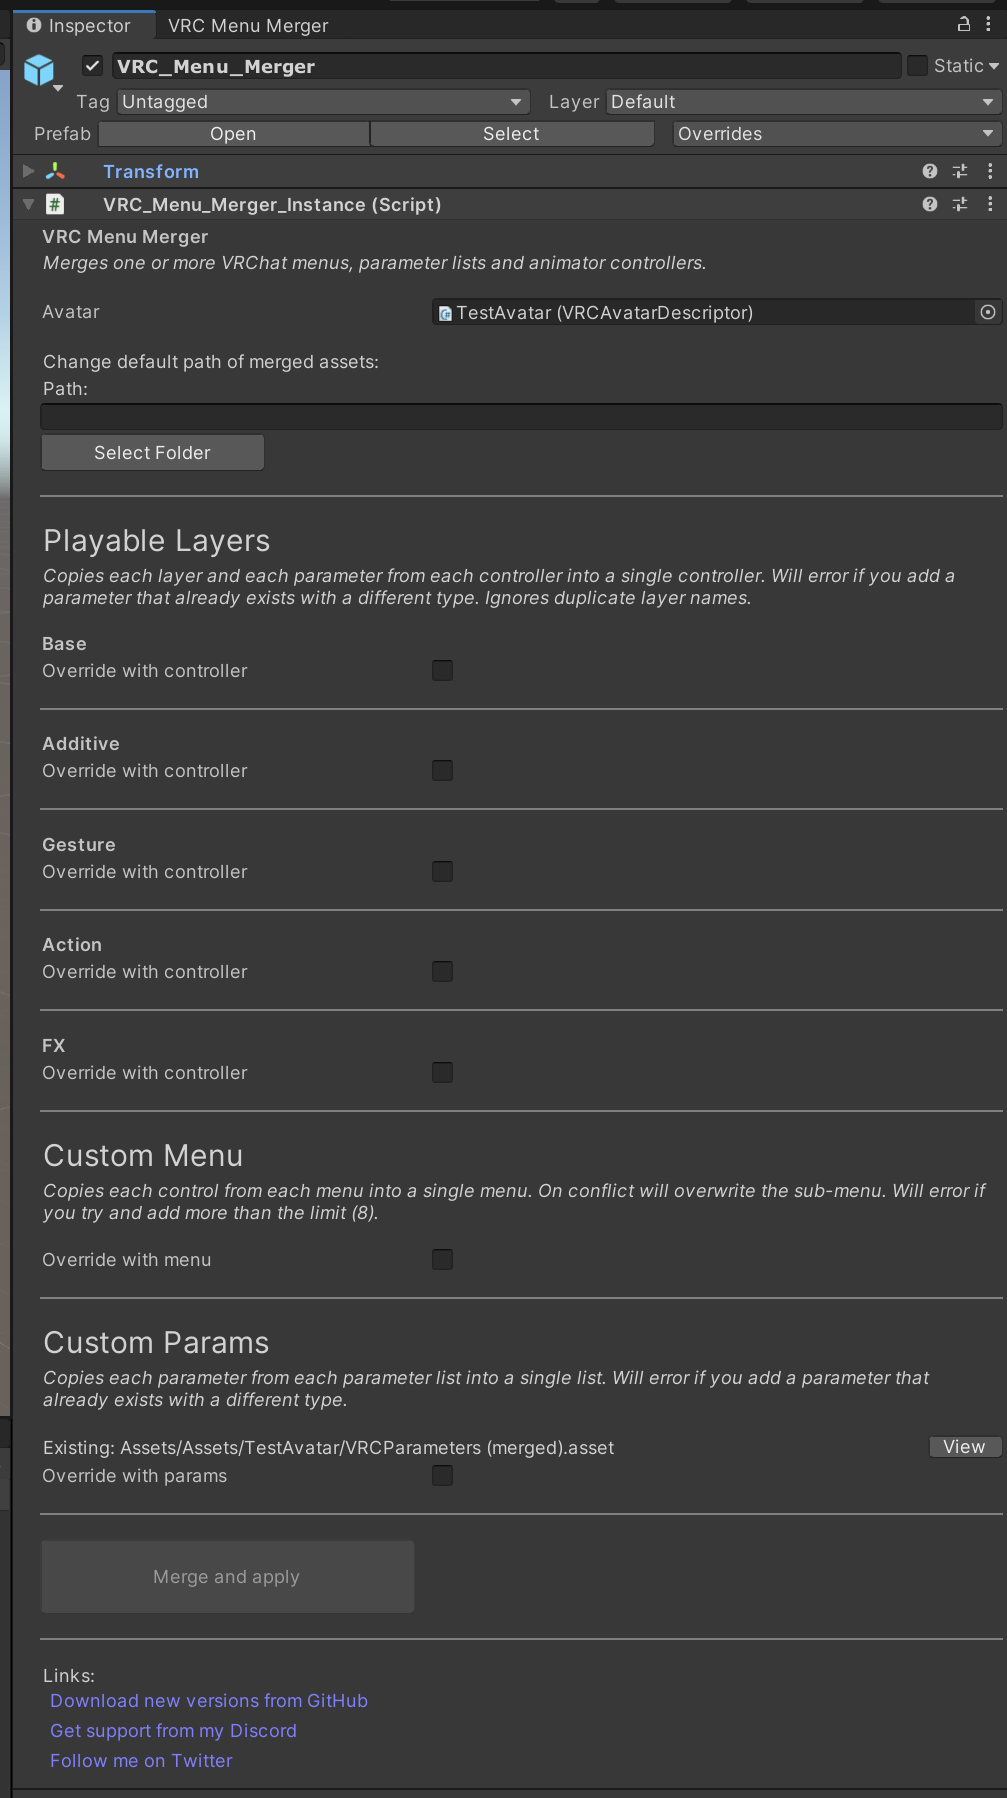 Inspector
VRC Menu Merger
VRC_Menu_Merger
Static
Tag Untagged
Layer Default
Prefab Open Select Overrides
Transform
VRC_Menu_Merger_Instance (Script)
VRC Menu Merger
Merges one or more VRChat menus, parameter lists and animator controllers.
Avatar TestAvatar (VRCAvatarDescriptor)
Change default path of merged assets:
Path:
Select Folder
Playable Layers
Copies each layer and each parameter from each controller into a single controller. Will error if you add a
parameter that already exists with a different type. Ignores duplicate layer names.
Base
Override with controller
Additive
Override with controller
Gesture
Override with controller
Action
Override with controller
FX
Override with controller
Custom Menu
Copies each control from each menu into a single menu. On conflict will overwrite the sub-menu. Will error if
you try and add more than the limit (8).
Override with menu
Custom Params
Copies each parameter from each parameter list into a single list. Will error if you add a parameter that
already exists with a different type.
Existing: Assets/Assets/TestAvatar/VRCParameters (merged).asset View
Override with params
Merge and apply
Links:
Download new versions from GitHub
Get support from my Discord
Follow me on Twitter